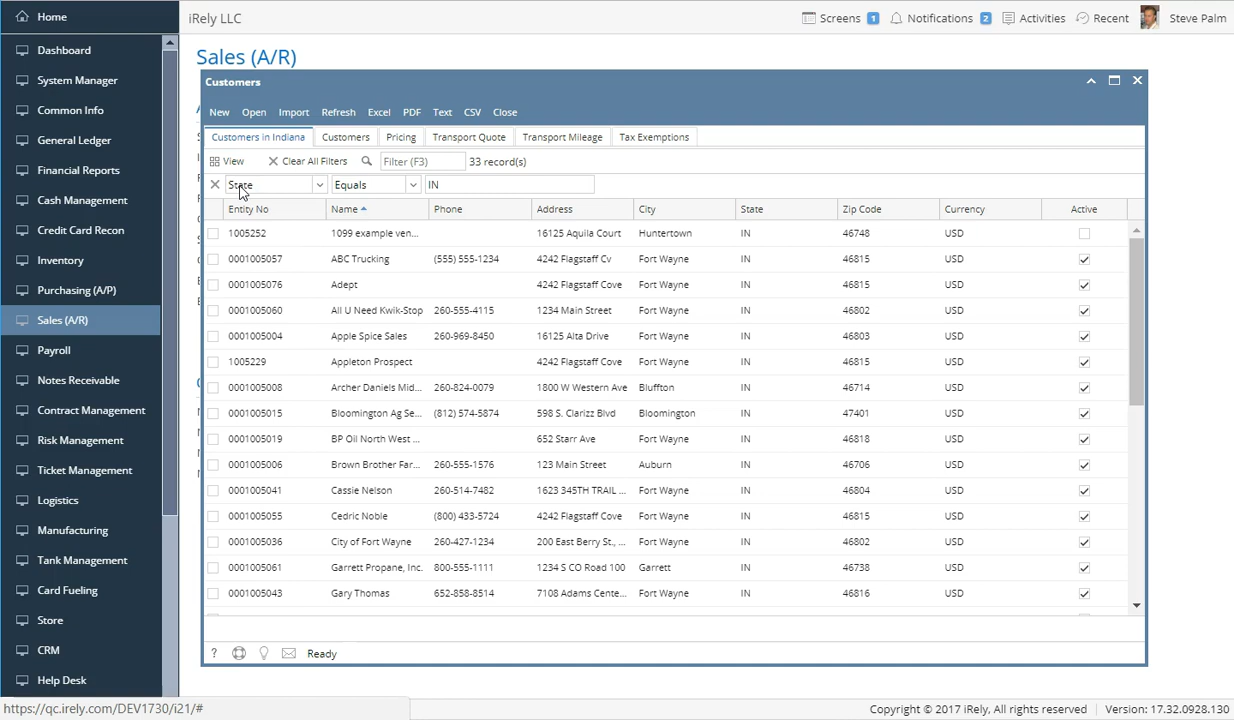 Home
iRely LLC
Screens 1 Notifications 2 Activities Recent Steve Palm
Dashboard
System Manager
Common Info
General Ledger
Financial Reports
Cash Management
Credit Card Recon
Inventory
Purchasing (A/P)
Sales (A/R)
Payroll
Notes Receivable
Contract Management
Risk Management
Ticket Management
Logistics
Manufacturing
Tank Management
Card Fueling
Store
CRM
Help Desk
Sales (A/R)
Customers
New Open Import Refresh Excel PDF Text CSV Close
Customers in Indiana Customers Pricing Transport Quote Transport Mileage Tax Exemptions
View Clear All Filters Filter (F3) 33 record(s)
State Equals IN
Entity No Name Phone Address City State Zip Code Currency Active
1005252 1099 example ven... 16125 Aquila Court Huntertown IN 46748 USD
0001005057 ABC Trucking (555) 555-1234 4242 Flagstaff Cv Fort Wayne IN 46815 USD
0001005076 Adept 4242 Flagstaff Cove Fort Wayne IN 46815 USD
0001005060 All U Need Kwik-Stop 260-555-4115 1234 Main Street Fort Wayne IN 46802 USD
0001005004 Apple Spice Sales 260-969-8450 16125 Alta Drive Fort Wayne IN 46803 USD
1005229 Appleton Prospect 4242 Flagstaff Cove Fort Wayne IN 46815 USD
0001005008 Archer Daniels Mid... 260-824-0079 1800 W Western Ave Bluffton IN 46714 USD
0001005015 Bloomington Ag Se... (812) 574-5874 598 S. Clarizz Blvd Bloomington IN 47401 USD
0001005019 BP Oil North West ... 652 Starr Ave Fort Wayne IN 46818 USD
0001005006 Brown Brother Far... 260-555-1576 123 Main Street Auburn IN 46706 USD
0001005041 Cassie Nelson 260-514-7482 1623 345TH TRAIL ... Fort Wayne IN 46804 USD
0001005055 Cedric Noble (800) 433-5724 4242 Flagstaff Cove Fort Wayne IN 46815 USD
0001005036 City of Fort Wayne 260-427-1234 200 East Berry St., ... Fort Wayne IN 46802 USD
0001005061 Garrett Propane, Inc. 800-555-1111 1234 S CO Road 100 Garrett IN 46738 USD
0001005043 Gary Thomas 652-858-8514 7108 Adams Cente... Fort Wayne IN 46816 USD
? Ready
https://qc.irely.com/DEV1730/i21/#
Copyright © 2017 iRely, All rights reserved Version: 17.32.0928.130